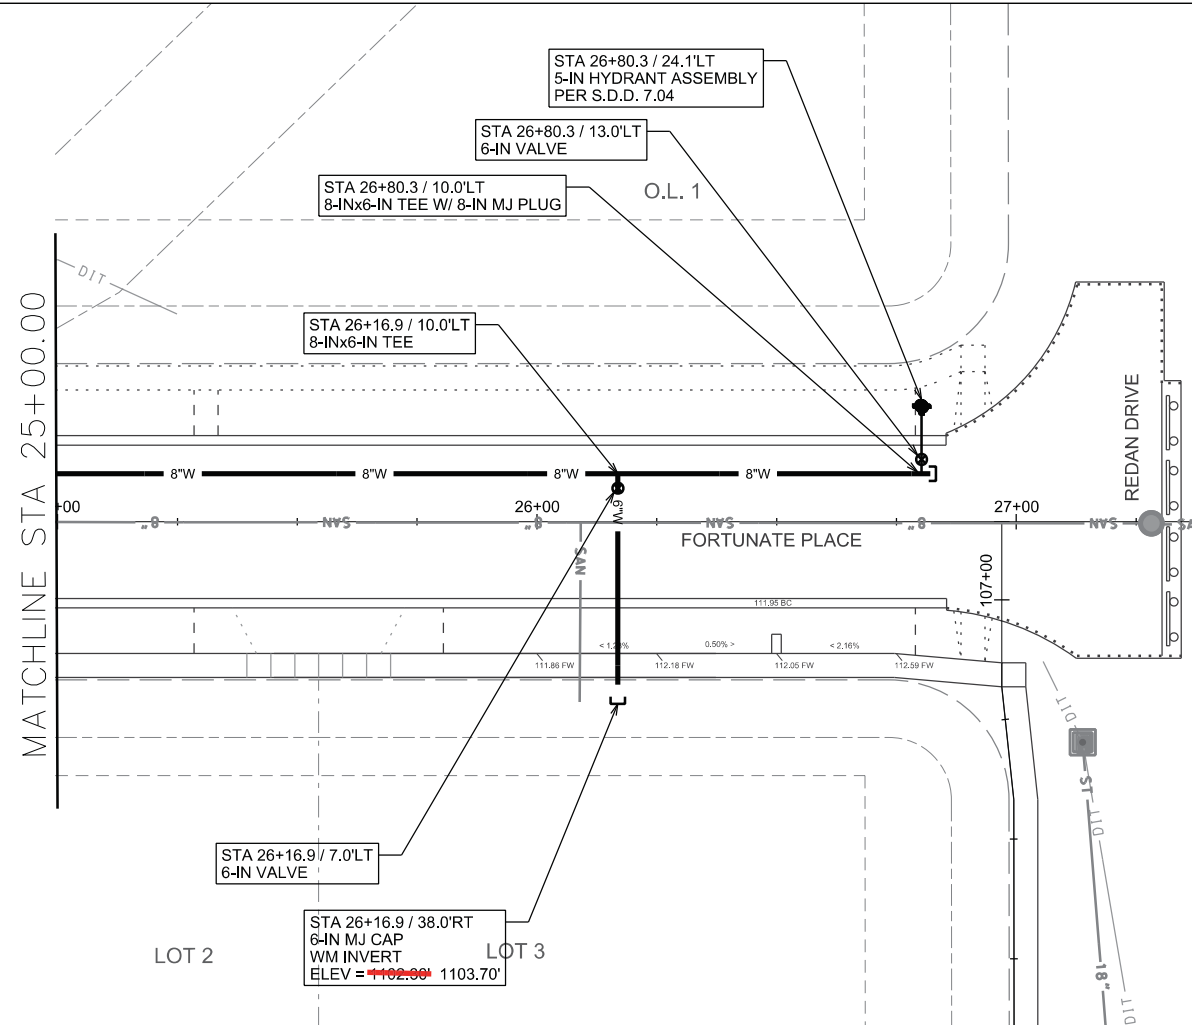 STA 26+80.3 / 24.1'LT
5-IN HYDRANT ASSEMBLY
PER S.D.D. 7.04
STA 26+80.3 / 13.0'LT
6-IN VALVE
STA 26+80.3 / 10.0'LT
8-INx6-IN TEE W/ 8-IN MJ PLUG
O.L. 1
DIT
STA 26+16.9 / 10.0'LT
8-INx6-IN TEE
MATCHLINE STA 25+00.00
REDAN DRIVE
8"W
8"W
8"W
8"W
6"W
+00
26+00
27+00
8"
SAN
8"
SAN
8"
SAN
FORTUNATE PLACE
SAN
107+00
111.95 BC
0.50% >
< 2.16%
111.86 FW
112.18 FW
112.05 FW
112.59 FW
DIT
ST
DIT
STA 26+16.9 / 7.0'LT
6-IN VALVE
STA 26+16.9 / 38.0'RT
6-IN MJ CAP
WM INVERT
ELEV = 1103.70'
LOT 2
LOT 3
18"
DIT